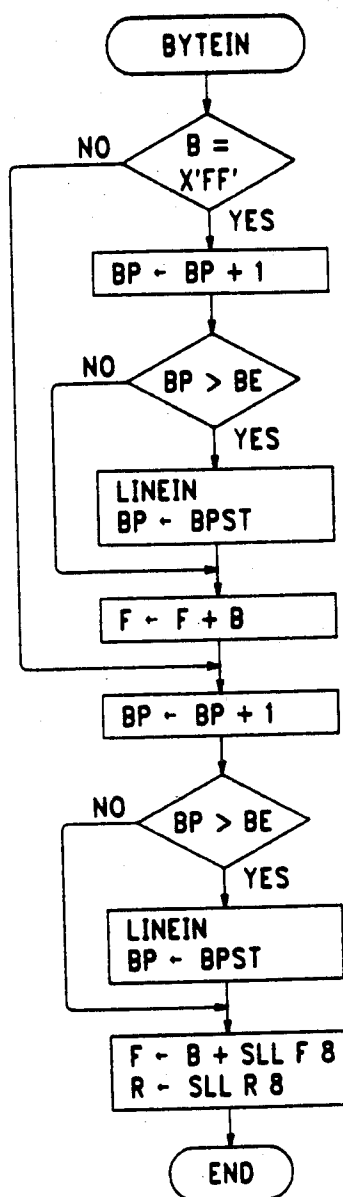 BYTEIN
NO
B =
X'FF'
YES
BP ← BP + 1
NO
BP > BE
YES
LINEIN
BP ← BPST
F ← F + B
BP ← BP + 1
NO
BP > BE
YES
LINEIN
BP ← BPST
F ← B + SLL F 8
R ← SLL R 8
END